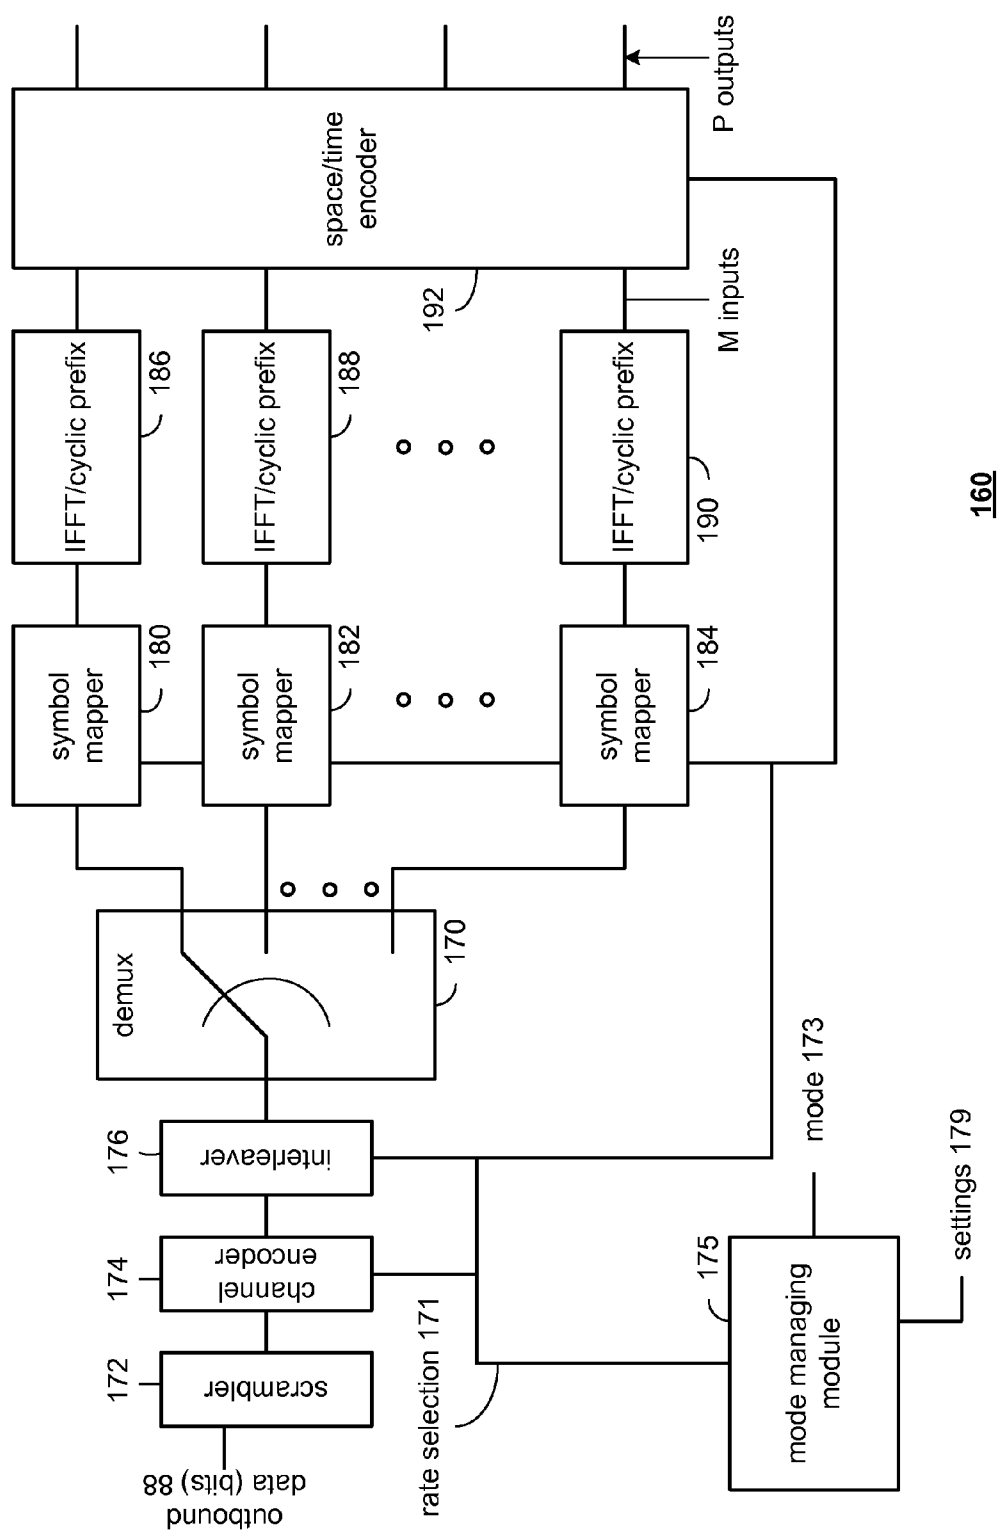 outbound
data (bits) 88
172
scrambler
174
channel
encoder
176
interleaver
demux
170
symbol
mapper
180
symbol
mapper
182
symbol
mapper
184
IFFT/cyclic prefix
186
IFFT/cyclic prefix
188
IFFT/cyclic prefix
190
M inputs
192
space/time
encoder
P outputs
rate selection 171
175
mode managing
module
mode 173
settings 179
160